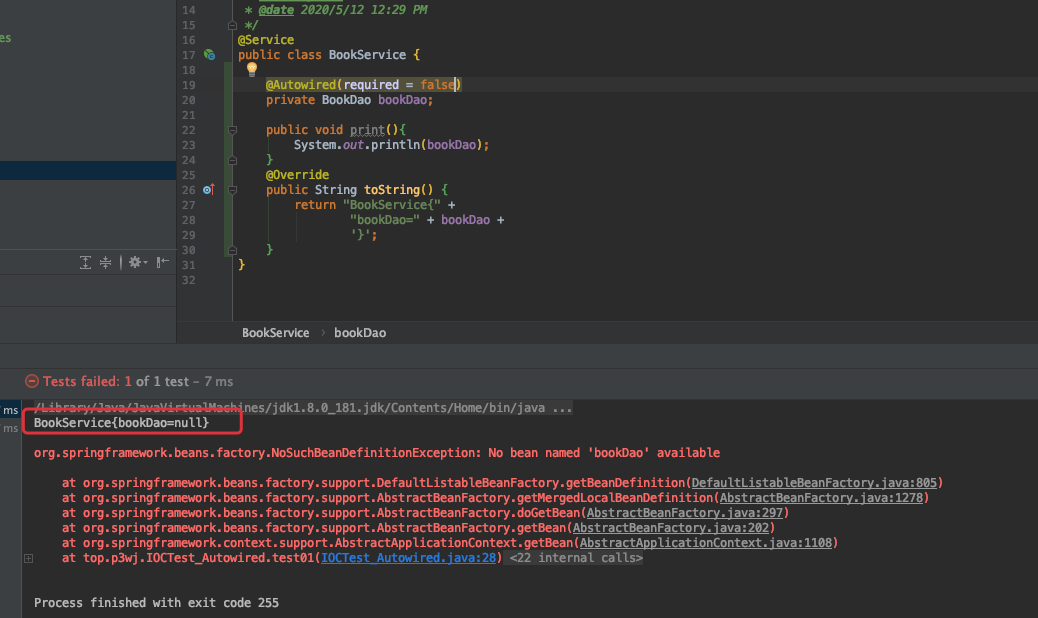 14 * @date 2020/5/12 12:29 PM
15 */
es
16 @Service
17 public class BookService {
18
19 @Autowired(required = false)
20 private BookDao bookDao;
21
22 public void print(){
23 System.out.println(bookDao);
24 }
25 @Override
26 public String toString() {
27 return "BookService{" +
28 "bookDao=" + bookDao +
29 '}';
30 }
31 }
32
BookService › bookDao
Tests failed: 1 of 1 test – 7 ms
ms /Library/Java/JavaVirtualMachines/jdk1.8.0_181.jdk/Contents/Home/bin/java ...
ms BookService{bookDao=null}
org.springframework.beans.factory.NoSuchBeanDefinitionException: No bean named 'bookDao' available
at org.springframework.beans.factory.support.DefaultListableBeanFactory.getBeanDefinition(DefaultListableBeanFactory.java:805)
at org.springframework.beans.factory.support.AbstractBeanFactory.getMergedLocalBeanDefinition(AbstractBeanFactory.java:1278)
at org.springframework.beans.factory.support.AbstractBeanFactory.doGetBean(AbstractBeanFactory.java:297)
at org.springframework.beans.factory.support.AbstractBeanFactory.getBean(AbstractBeanFactory.java:202)
at org.springframework.context.support.AbstractApplicationContext.getBean(AbstractApplicationContext.java:1108)
at top.p3wj.IOCTest_Autowired.test01(IOCTest_Autowired.java:28) <22 internal calls>
Process finished with exit code 255